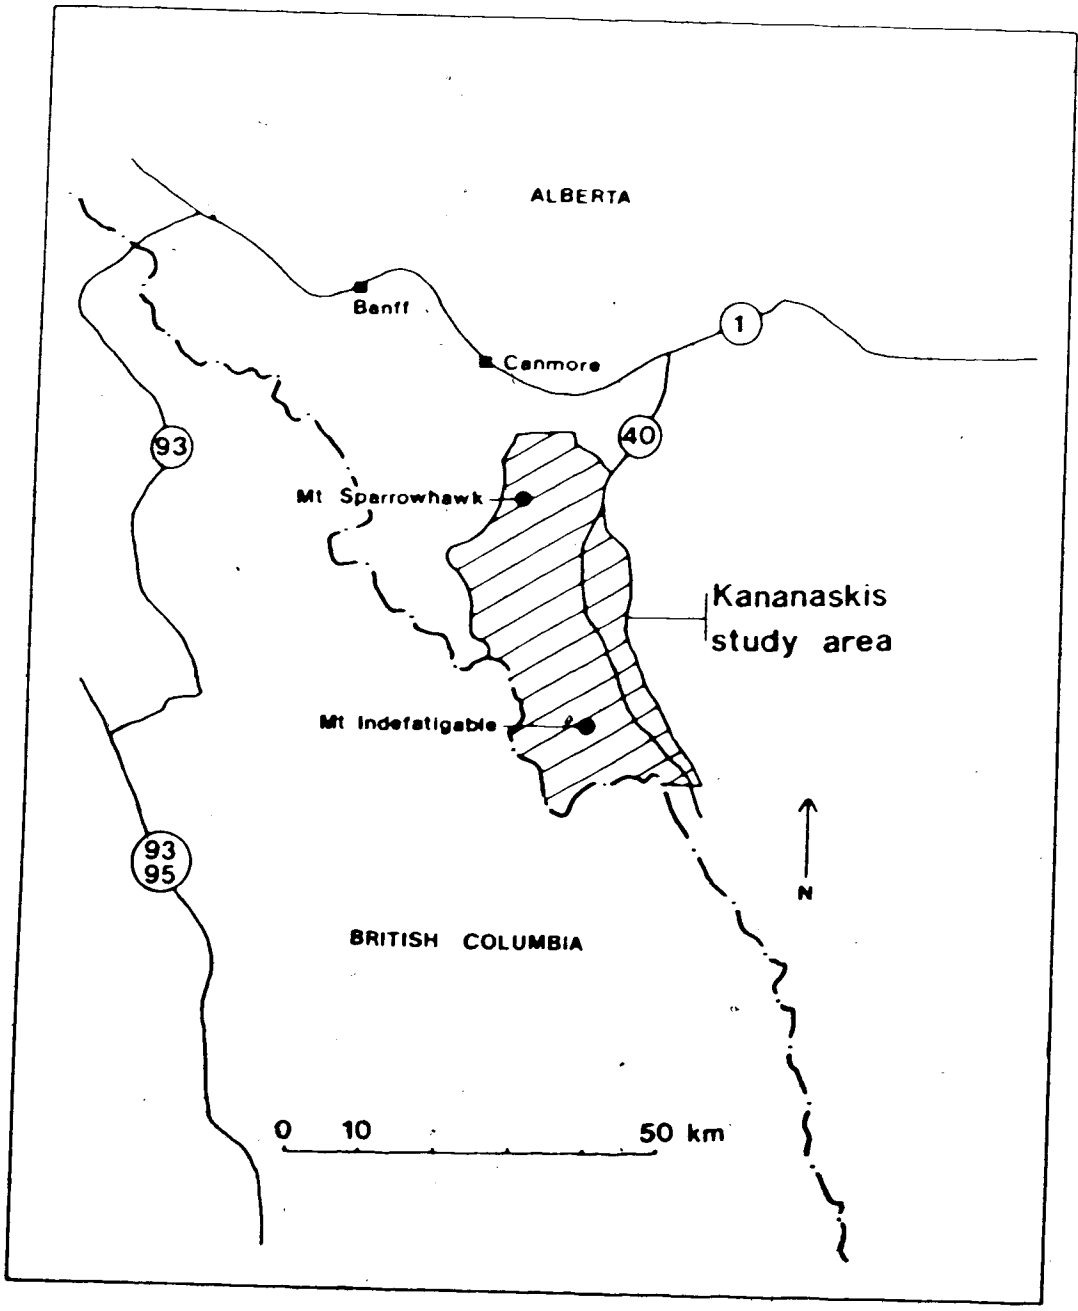 ALBERTA
Banff
1
Canmore
40
93
Mt Sparrowhawk
Kananaskis
study area
Mt Indefatigable
93
95
N
BRITISH COLUMBIA
0 10 50 km